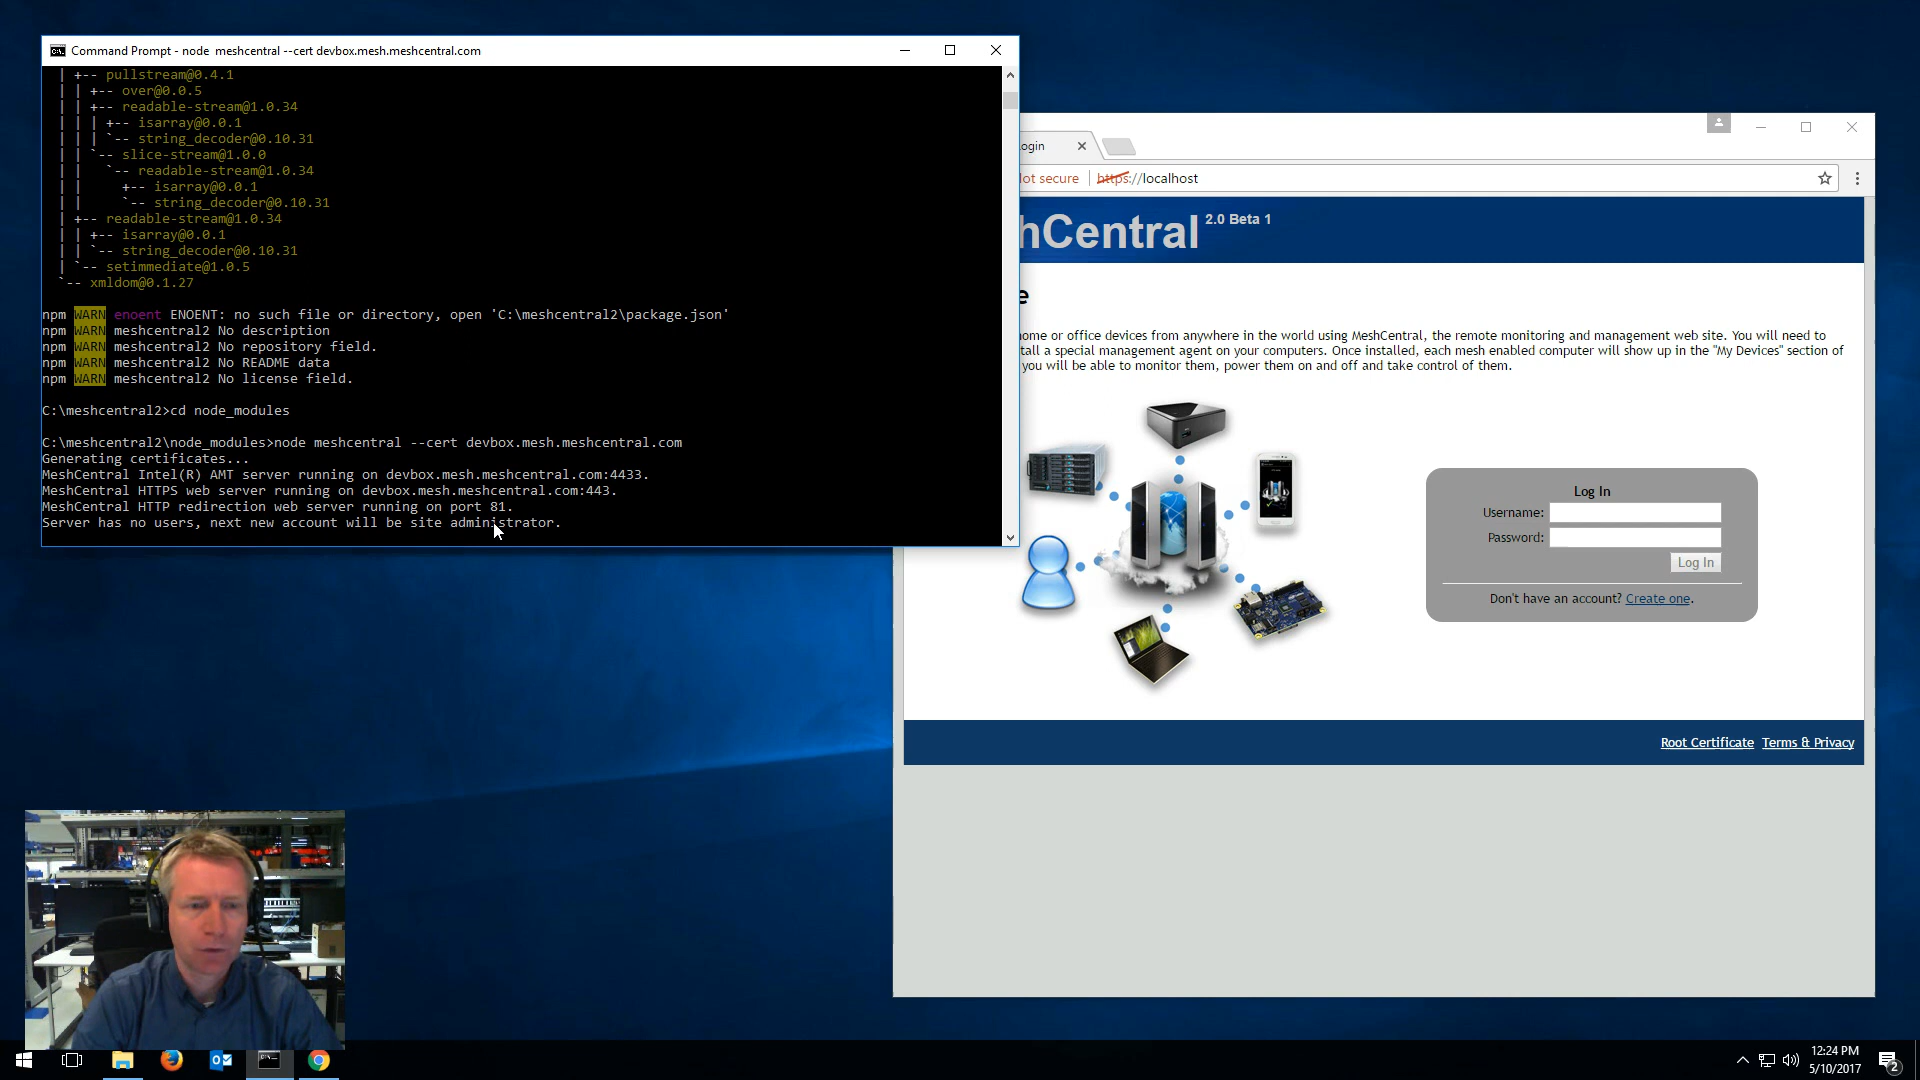 Command Prompt - node  meshcentral --cert devbox.mesh.meshcentral.com
| +-- pullstream@0.4.1
| | +-- over@0.0.5
| | +-- readable-stream@1.0.34
| | | +-- isarray@0.0.1
| | | `-- string_decoder@0.10.31
| | `-- slice-stream@1.0.0
| |   `-- readable-stream@1.0.34
| |     +-- isarray@0.0.1
| |     `-- string_decoder@0.10.31
| +-- readable-stream@1.0.34
| | +-- isarray@0.0.1
| | `-- string_decoder@0.10.31
| `-- setimmediate@1.0.5
`-- xmldom@0.1.27
npm WARN enoent ENOENT: no such file or directory, open 'C:\meshcentral2\package.json'
npm WARN meshcentral2 No description
npm WARN meshcentral2 No repository field.
npm WARN meshcentral2 No README data
npm WARN meshcentral2 No license field.
C:\meshcentral2>cd node_modules
C:\meshcentral2\node_modules>node meshcentral --cert devbox.mesh.meshcentral.com
Generating certificates...
MeshCentral Intel(R) AMT server running on devbox.mesh.meshcentral.com:4433.
MeshCentral HTTPS web server running on devbox.mesh.meshcentral.com:443.
MeshCentral HTTP redirection web server running on port 81.
Server has no users, next new account will be site administrator.
ogin
ot secure | https://localhost
hCentral 2.0 Beta 1
e
ome or office devices from anywhere in the world using MeshCentral, the remote monitoring and management web site. You will need to
tall a special management agent on your computers. Once installed, each mesh enabled computer will show up in the "My Devices" section of
you will be able to monitor them, power them on and off and take control of them.
Log In
Username:
Password:
Log In
Don't have an account? Create one.
Root Certificate Terms & Privacy
12:24 PM
5/10/2017
2